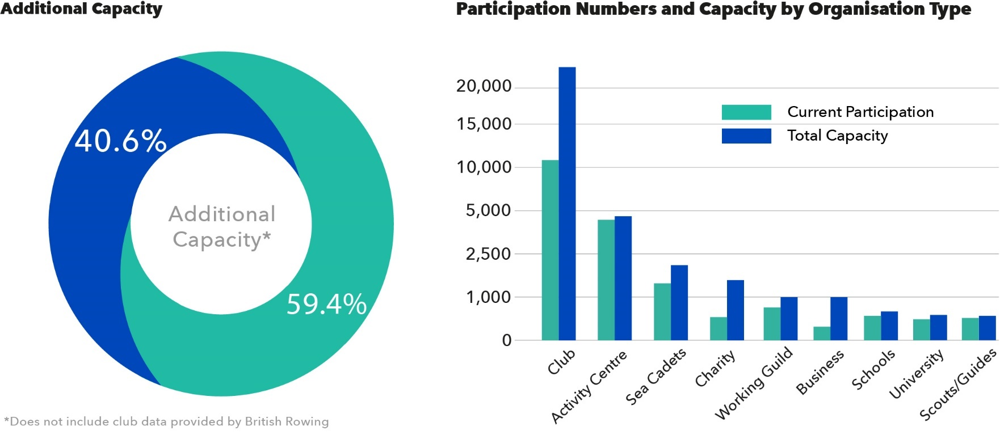 Additional Capacity
40.6%
59.4%
Additional
Capacity*
*Does not include club data provided by British Rowing
Participation Numbers and Capacity by Organisation Type
20,000
15,000
10,000
5,000
2,500
1,000
0
Current Participation
Total Capacity
Club
Activity Centre
Sea Cadets
Charity
Working Guild
Business
Schools
University
Scouts/Guides